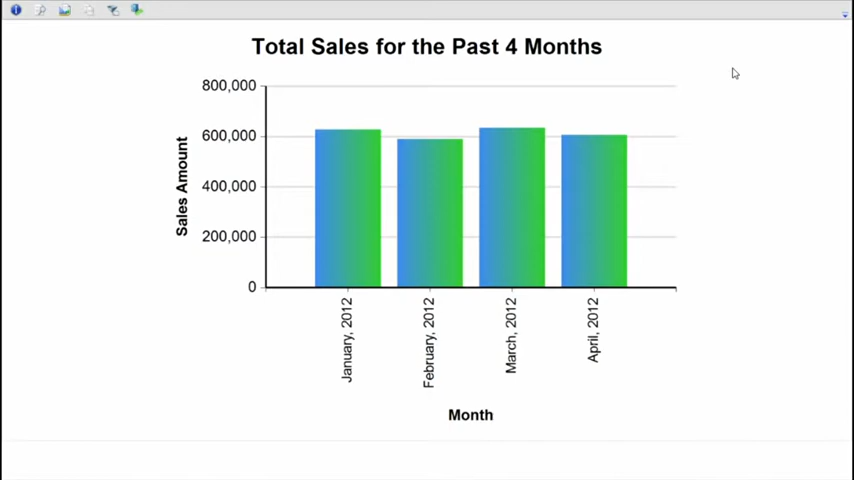 Total Sales for the Past 4 Months
800,000
600,000
400,000
200,000
0
Sales Amount
January, 2012
February, 2012
March, 2012
April, 2012
Month